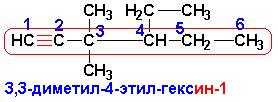 CH₃ H₂C—CH₃
1 2 3 4 5 6
HC≡C—C—CH—CH₂—CH₃
CH₃
3,3-диметил-4-этил-гексин-1